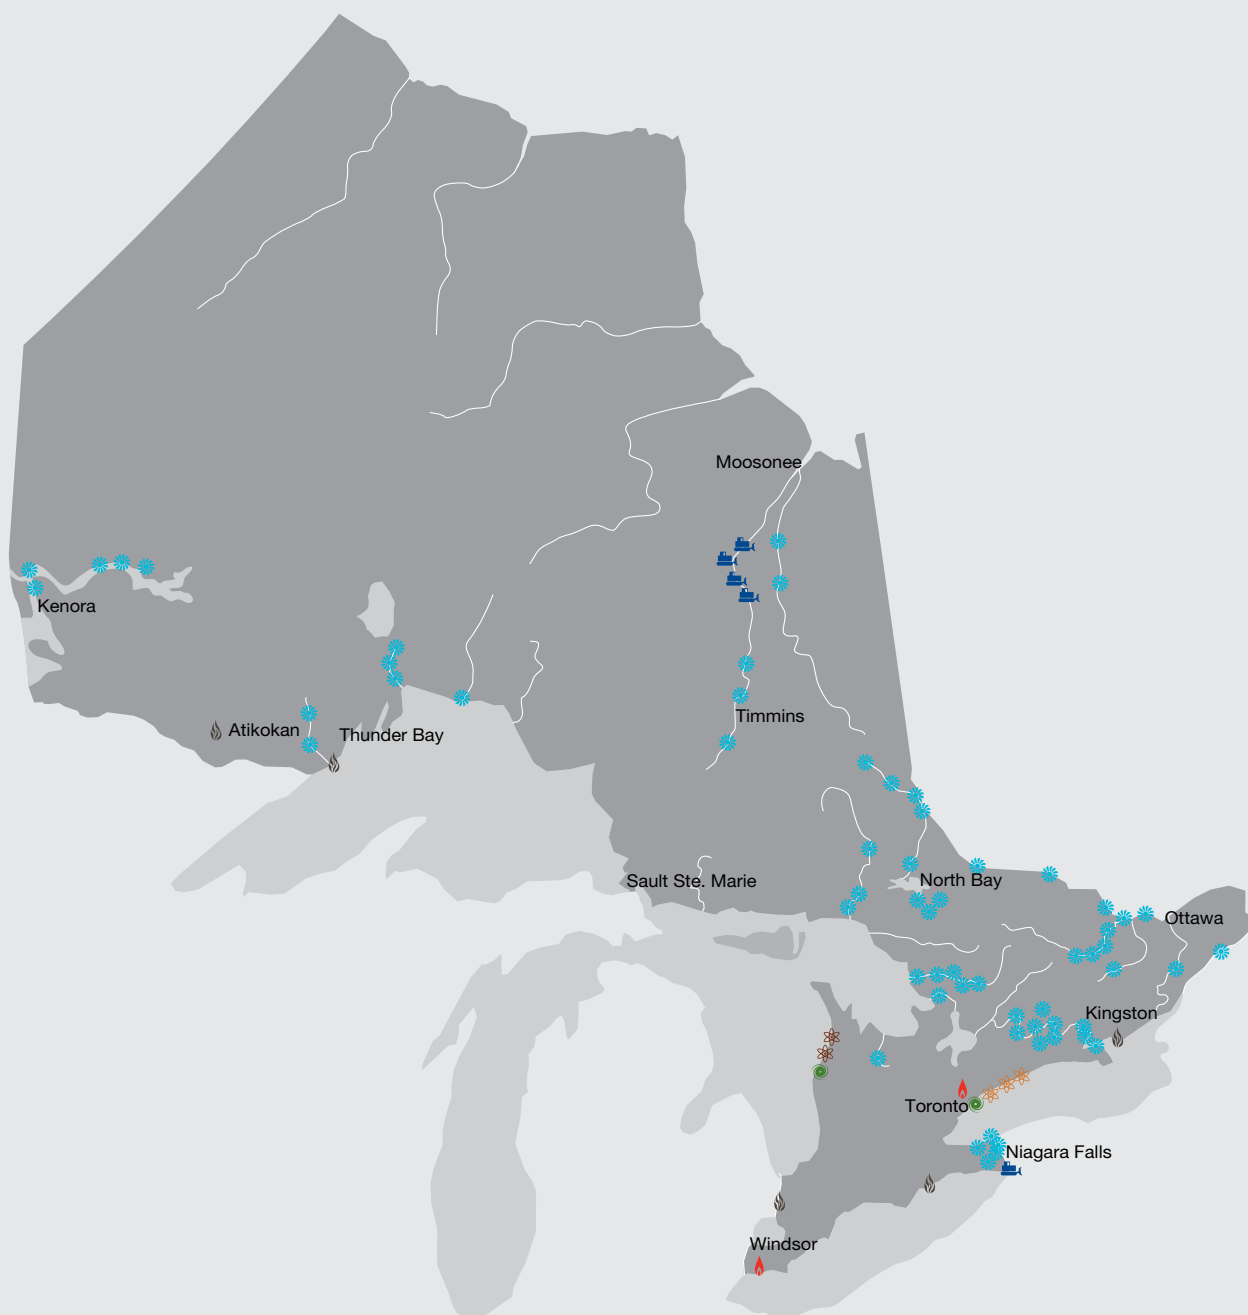 Moosonee
Kenora
Timmins
Atikokan
Thunder Bay
Sault Ste. Marie
North Bay
Ottawa
Kingston
Toronto
Niagara Falls
Windsor